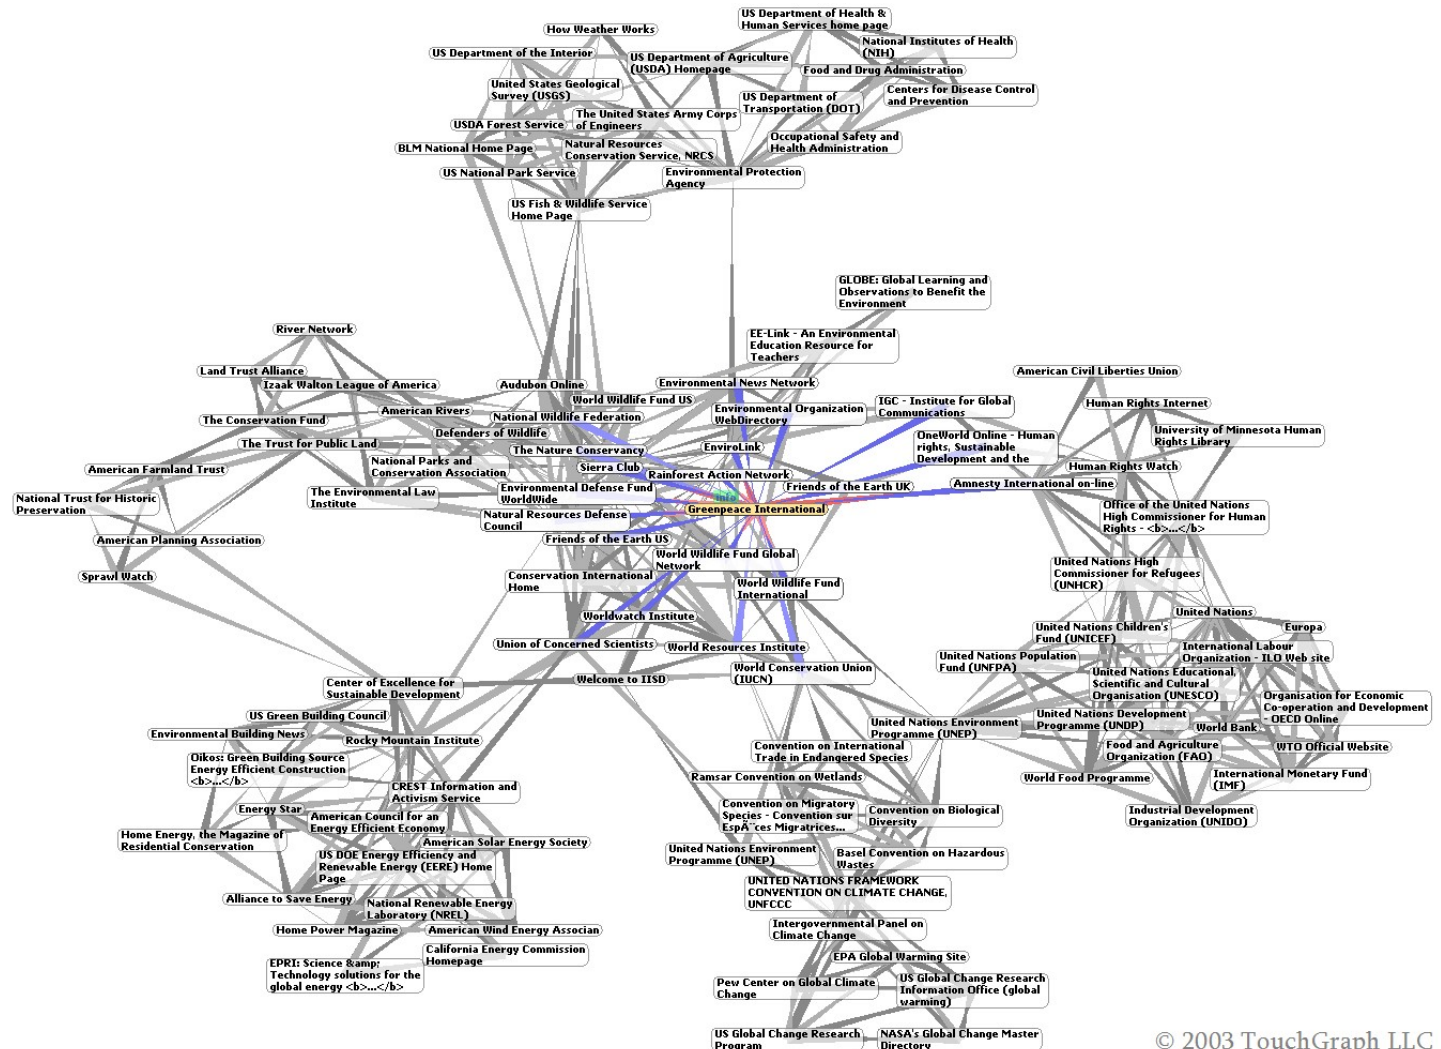 US Department of Health &
Human Services home page
How Weather Works
National Institutes of Health
(NIH)
US Department of the Interior
US Department of Agriculture
(USDA) Homepage
Food and Drug Administration
United States Geological
Survey (USGS)
Centers for Disease Control
and Prevention
US Department of
Transportation (DOT)
The United States Army Corps
of Engineers
USDA Forest Service
Occupational Safety and
Health Administration
BLM National Home Page
Natural Resources
Conservation Service, NRCS
US National Park Service
Environmental Protection
Agency
US Fish & Wildlife Service
Home Page
GLOBE: Global Learning and
Observations to Benefit the
Environment
River Network
EE-Link - An Environmental
Education Resource for
Teachers
Land Trust Alliance
American Civil Liberties Union
Izaak Walton League of America
Audubon Online
Environmental News Network
World Wildlife Fund US
IGC - Institute for Global
Communications
Human Rights Internet
American Rivers
The Conservation Fund
National Wildlife Federation
Environmental Organization
WebDirectory
Defenders of Wildlife
OneWorld Online - Human
rights, Sustainable
Development and the
University of Minnesota Human
Rights Library
The Trust for Public Land
The Nature Conservancy
EnviroLink
American Farmland Trust
National Parks and
Conservation Association
Sierra Club
Rainforest Action Network
Human Rights Watch
Friends of the Earth UK
Amnesty International on-line
National Trust for Historic
Preservation
The Environmental Law
Institute
Environmental Defense Fund
WorldWide
info
Greenpeace International
Office of the United Nations
High Commissioner for Human
Rights - <b>...</b>
Natural Resources Defense
Council
American Planning Association
Friends of the Earth US
World Wildlife Fund Global
Network
Sprawl Watch
Conservation International
Home
World Wildlife Fund
International
United Nations High
Commissioner for Refugees
(UNHCR)
Worldwatch Institute
United Nations
United Nations Children's
Fund (UNICEF)
Europa
Union of Concerned Scientists
World Resources Institute
International Labour
Organization - ILO Web site
United Nations Population
Fund (UNFPA)
World Conservation Union
(IUCN)
Welcome to IISD
Center of Excellence for
Sustainable Development
United Nations Educational,
Scientific and Cultural
Organisation (UNESCO)
Organisation for Economic
Co-operation and Development
- OECD Online
US Green Building Council
United Nations Environment
Programme (UNEP)
United Nations Development
Programme (UNDP)
World Bank
Environmental Building News
Rocky Mountain Institute
Convention on International
Trade in Endangered Species
Food and Agriculture
Organization (FAO)
WTO Official Website
Oikos: Green Building Source
Energy Efficient Construction
<b>...</b>
Ramsar Convention on Wetlands
World Food Programme
International Monetary Fund
(IMF)
CREST Information and
Activism Service
Energy Star
Convention on Migratory
Species - Convention sur
EspÃ¨ces Migratrices...
Convention on Biological
Diversity
Industrial Development
Organization (UNIDO)
American Council for an
Energy Efficient Economy
Home Energy, the Magazine of
Residential Conservation
American Solar Energy Society
United Nations Environment
Programme (UNEP)
Basel Convention on Hazardous
Wastes
US DOE Energy Efficiency and
Renewable Energy (EERE) Home
Page
UNITED NATIONS FRAMEWORK
CONVENTION ON CLIMATE CHANGE,
UNFCCC
Alliance to Save Energy
National Renewable Energy
Laboratory (NREL)
Home Power Magazine
American Wind Energy Associan
Intergovernmental Panel on
Climate Change
California Energy Commission
Homepage
EPRI: Science &amp;
Technology solutions for the
global energy <b>...</b>
EPA Global Warming Site
Pew Center on Global Climate
Change
US Global Change Research
Information Office (global
warming)
US Global Change Research
Program
NASA's Global Change Master
Directory
© 2003 TouchGraph LLC